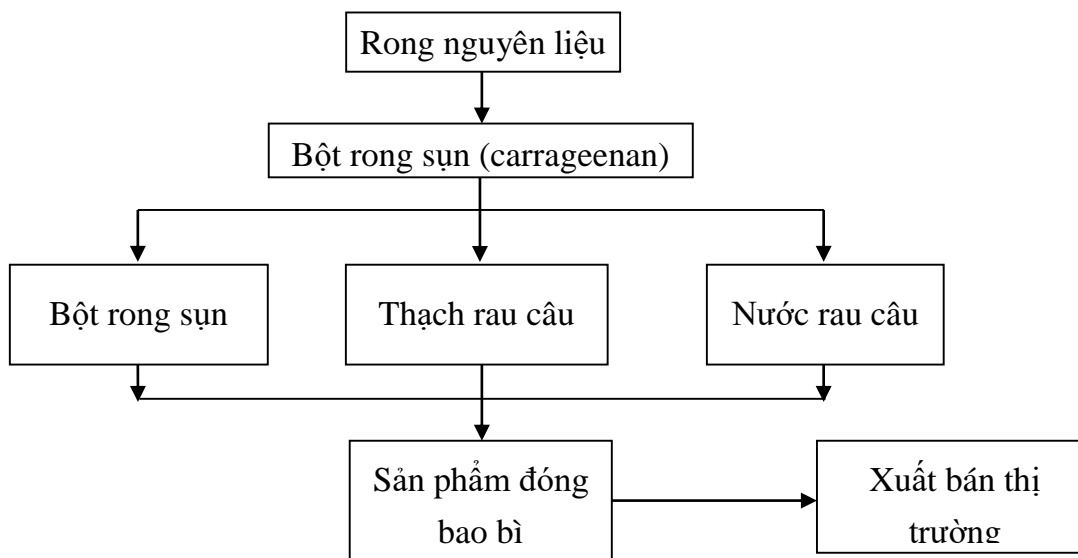 Rong nguyên liệu
Bột rong sụn (carrageenan)
Bột rong sụn
Thạch rau câu
Nước rau câu
Sản phẩm đóng
bao bì
Xuất bán thị
trường